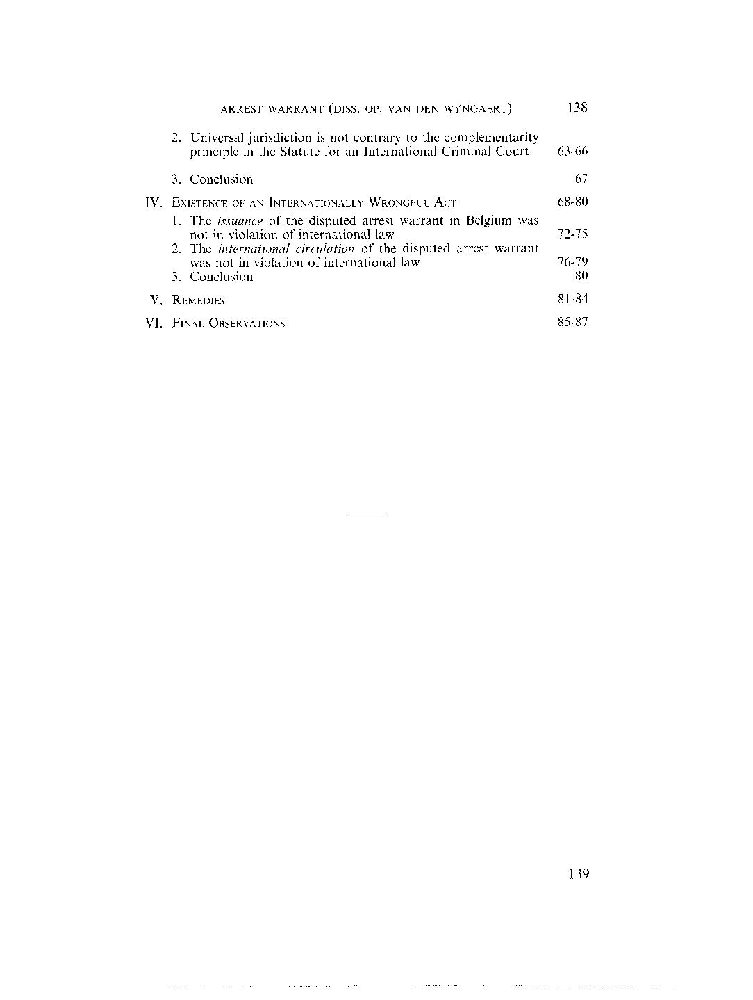 ARREST WARRANT (DISS. OP. VAN DEN WYNGAERT) 138
2. Universal jurisdiction is not contrary to the complementarity
principle in the Statute for an International Criminal Court 63-66
3. Conclusion 67
IV. EXISTENCE OF AN INTERNATIONALLY WRONGFUL ACT 68-80
1. The issuance of the disputed arrest warrant in Belgium was
not in violation of international law 72-75
2. The international circulation of the disputed arrest warrant
was not in violation of international law 76-79
3. Conclusion 80
V. REMEDIES 81-84
VI. FINAL OBSERVATIONS 85-87
139